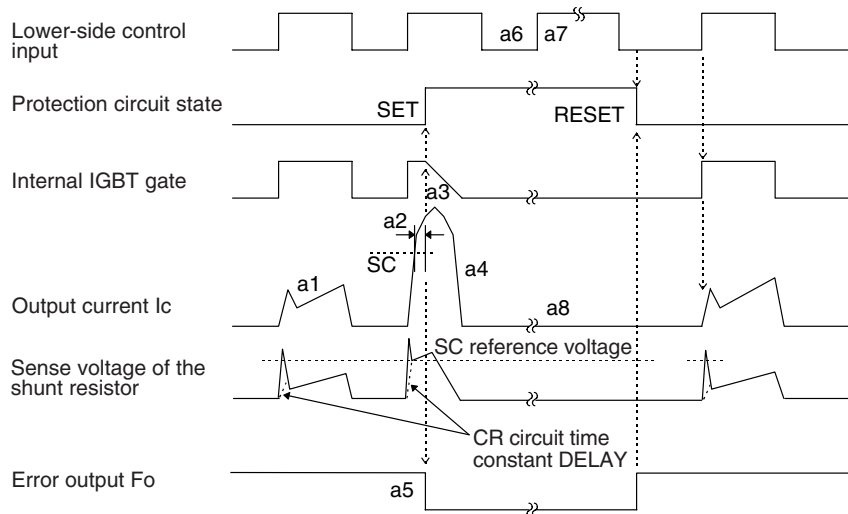 Lower-side control
input
a6
a7
Protection circuit state
SET
RESET
Internal IGBT gate
a3
a2
SC
a4
Output current Ic
a1
a8
SC reference voltage
Sense voltage of the
shunt resistor
CR circuit time
constant DELAY
Error output Fo
a5